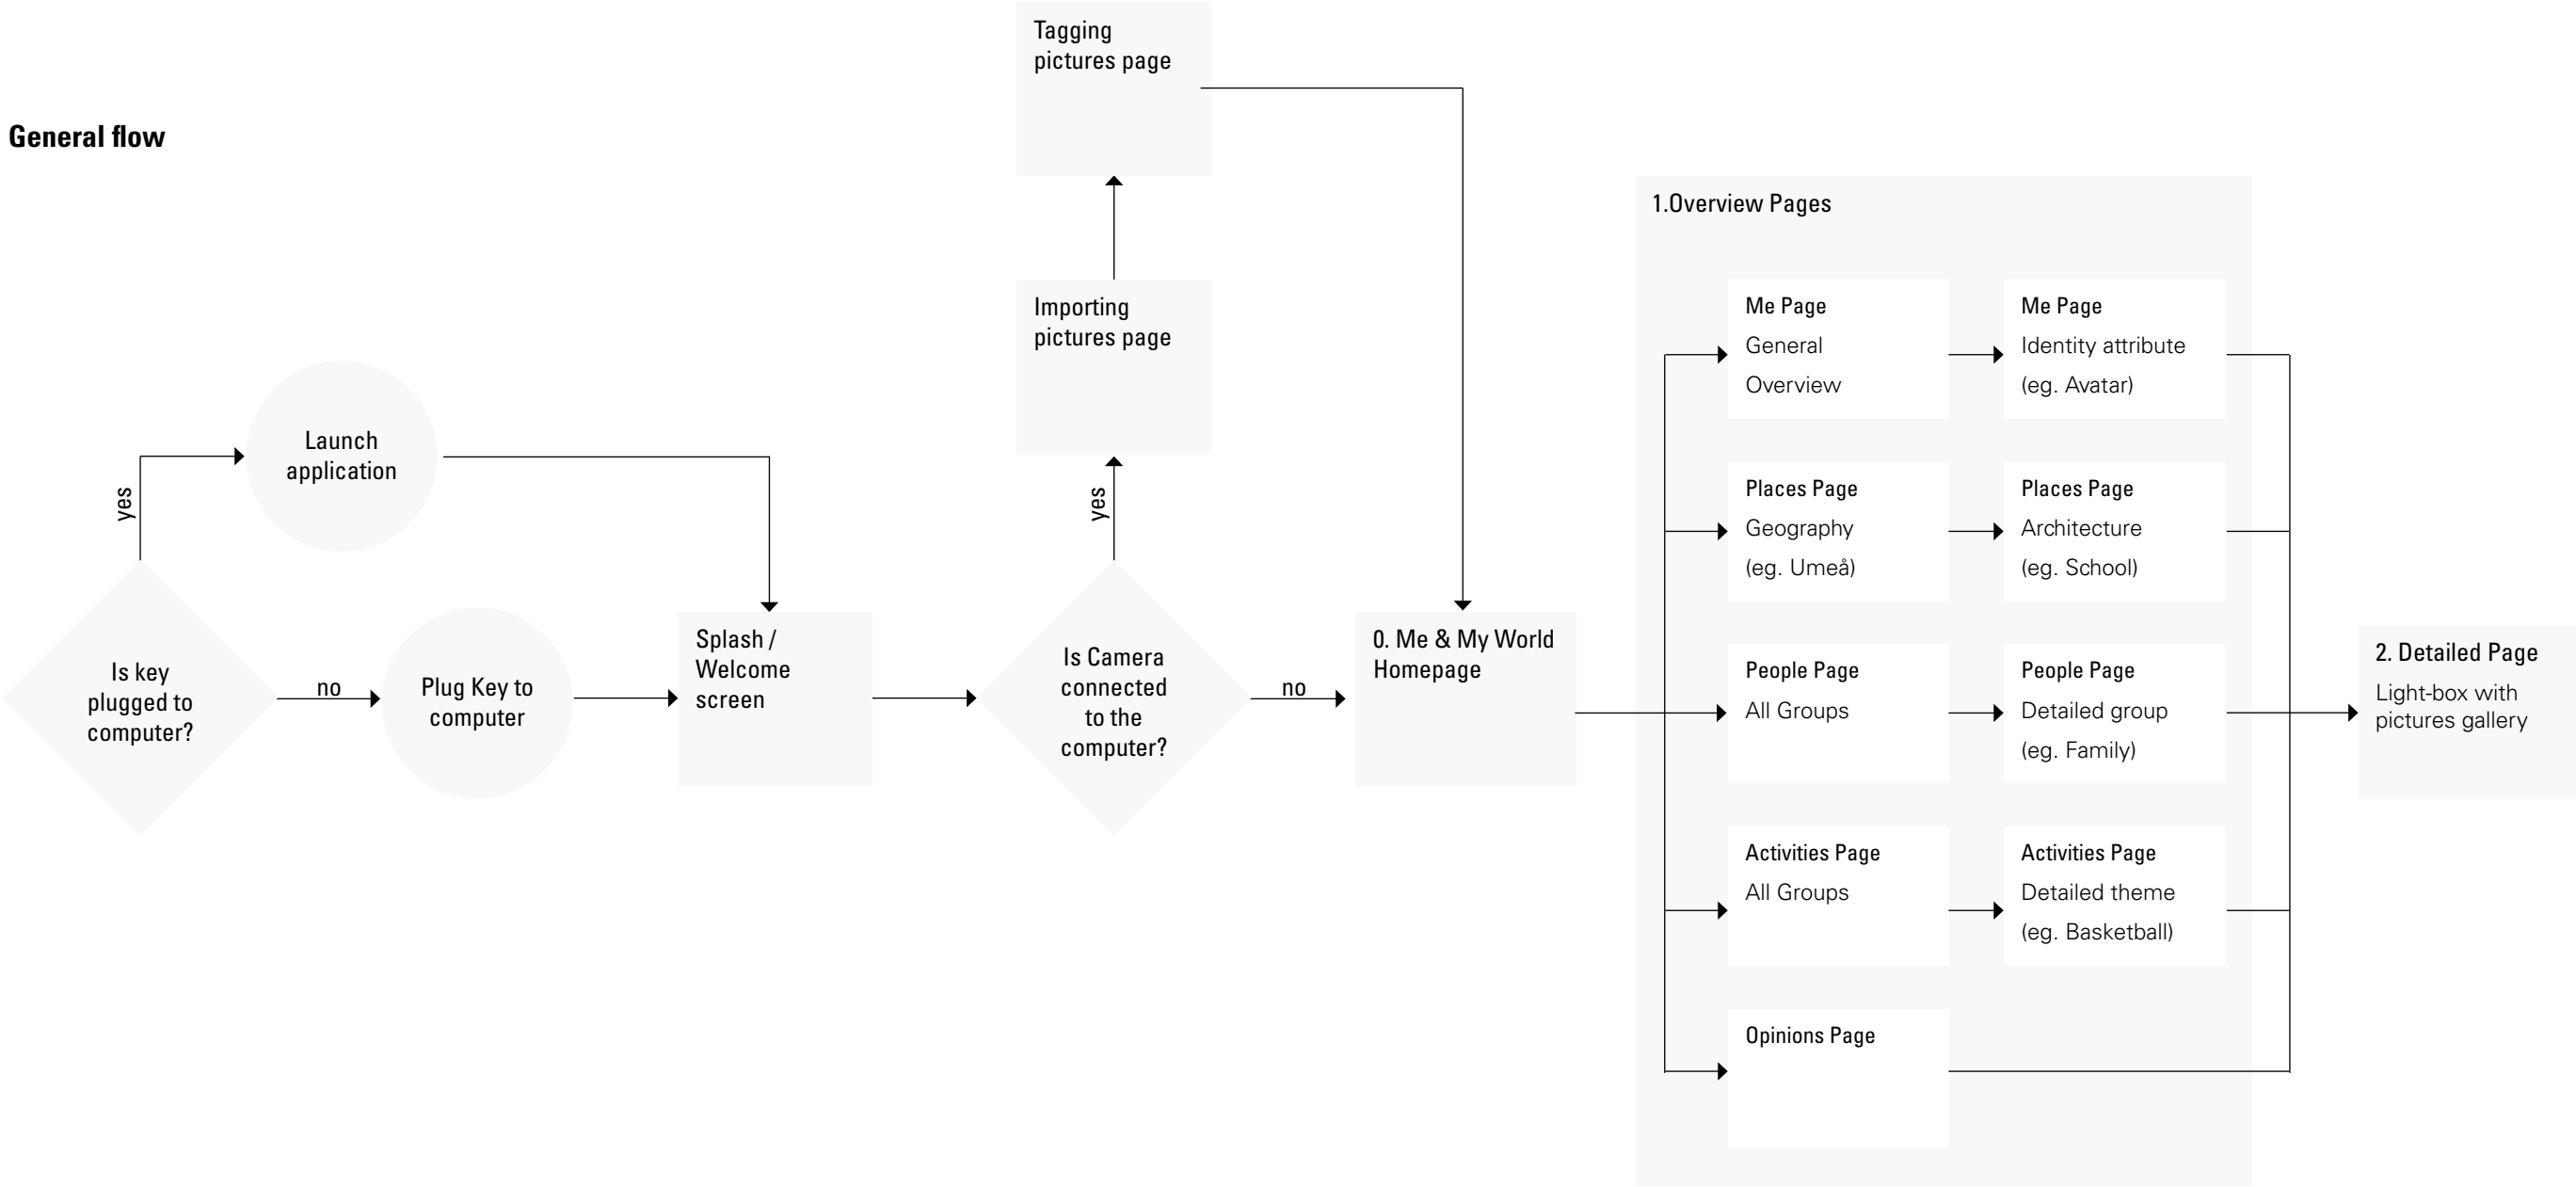 General flow
Is key
plugged to
computer?
yes
Launch
application
no
Plug Key to
computer
Splash /
Welcome
screen
Is Camera
connected
to the
computer?
yes
Importing
pictures page
Tagging
pictures page
no
0. Me & My World
Homepage
1.Overview Pages
Me Page
General
Overview
Me Page
Identity attribute
(eg. Avatar)
Places Page
Geography
(eg. Umeå)
Places Page
Architecture
(eg. School)
People Page
All Groups
People Page
Detailed group
(eg. Family)
Activities Page
All Groups
Activities Page
Detailed theme
(eg. Basketball)
Opinions Page
2. Detailed Page
Light-box with
pictures gallery